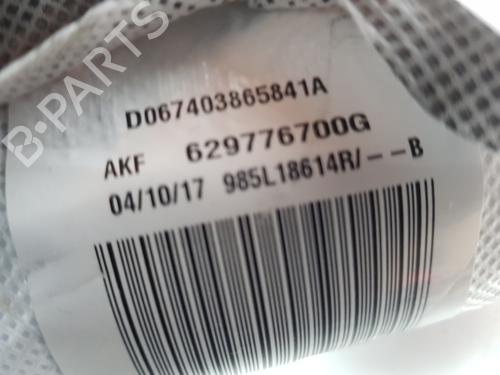 B-PARTS
D067403865841A
AKF 629776700G
04/10/17 985L18614R/--B